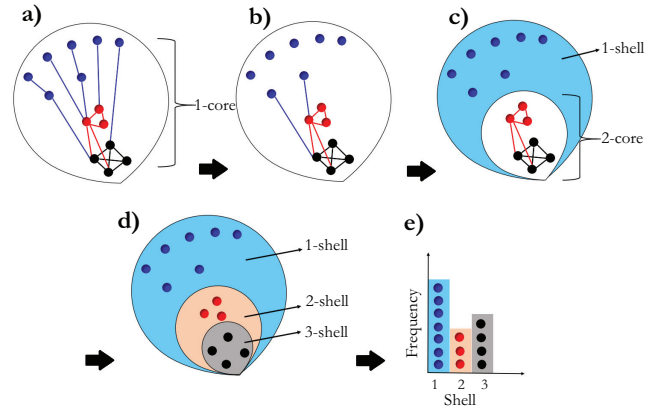 a)
b)
c)
1-core
1-shell
2-core
d)
1-shell
2-shell
3-shell
e)
Frequency
1 2 3
Shell